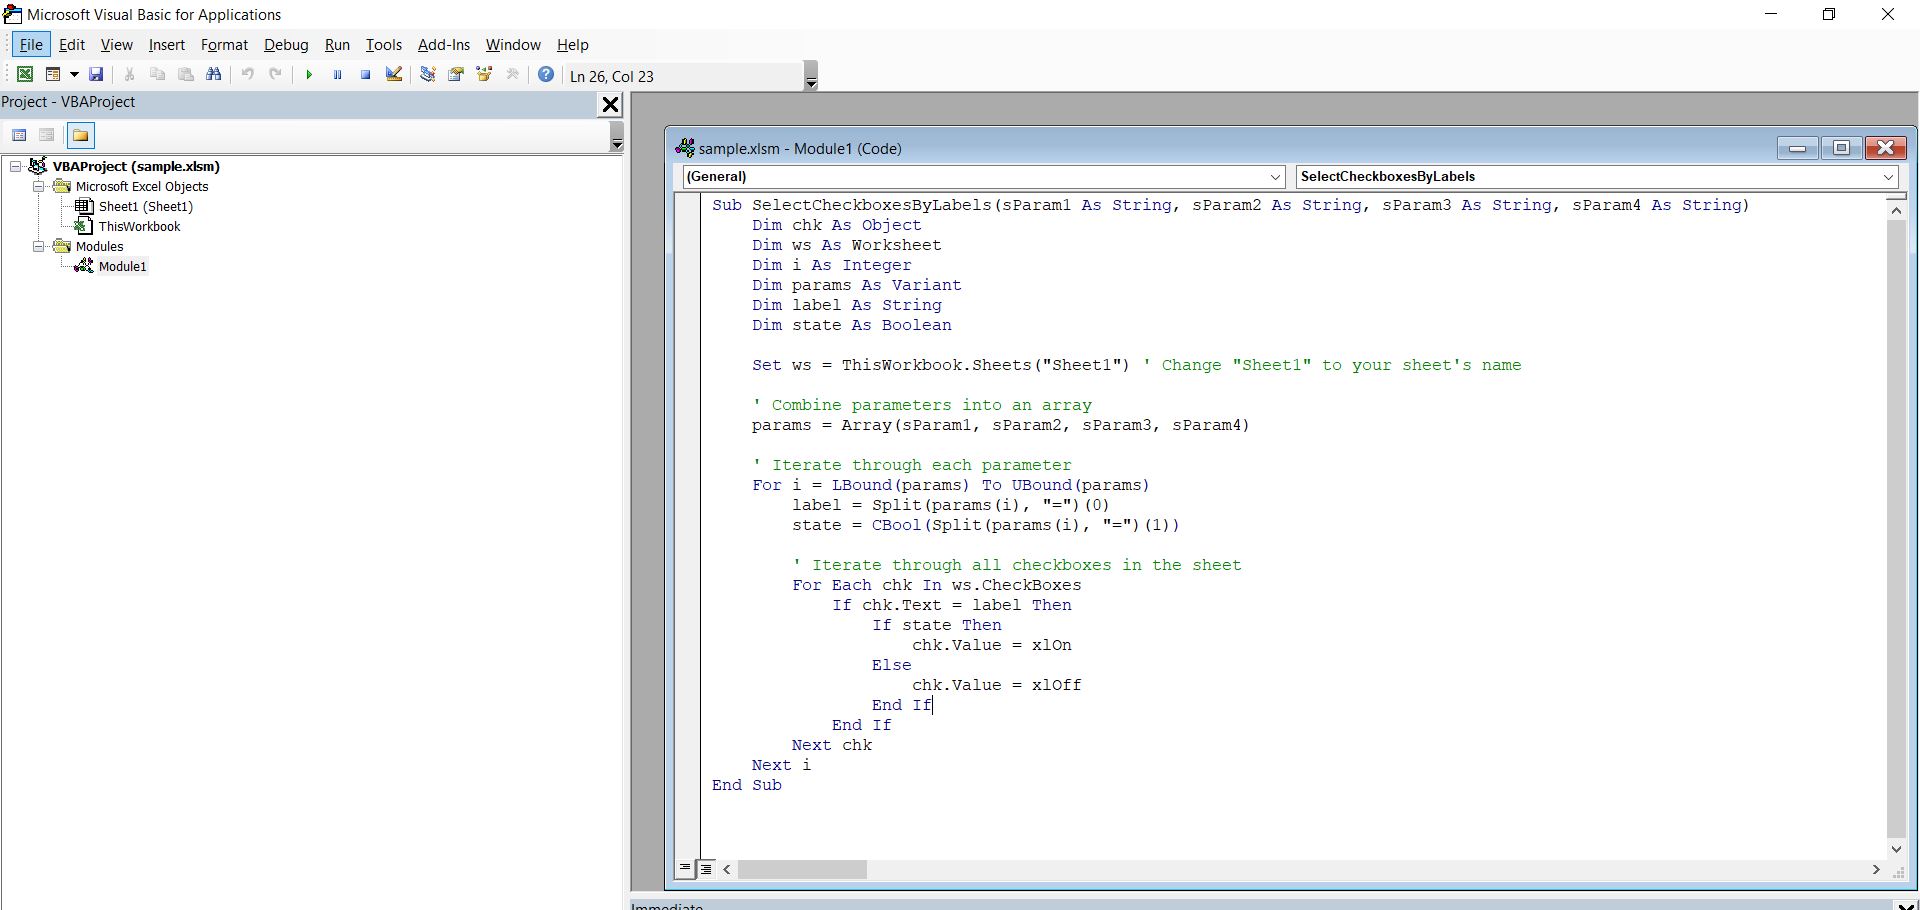 Microsoft Visual Basic for Applications
File Edit View Insert Format Debug Run Tools Add-Ins Window Help
Ln 26, Col 23
Project - VBAProject
VBAProject (sample.xlsm)
Microsoft Excel Objects
Sheet1 (Sheet1)
ThisWorkbook
Modules
Module1
sample.xlsm - Module1 (Code)
(General) SelectCheckboxesByLabels
Sub SelectCheckboxesByLabels(sParam1 As String, sParam2 As String, sParam3 As String, sParam4 As String)
    Dim chk As Object
    Dim ws As Worksheet
    Dim i As Integer
    Dim params As Variant
    Dim label As String
    Dim state As Boolean
    Set ws = ThisWorkbook.Sheets("Sheet1") ' Change "Sheet1" to your sheet's name
    ' Combine parameters into an array
    params = Array(sParam1, sParam2, sParam3, sParam4)
    ' Iterate through each parameter
    For i = LBound(params) To UBound(params)
        label = Split(params(i), "=")(0)
        state = CBool(Split(params(i), "=")(1))
        ' Iterate through all checkboxes in the sheet
        For Each chk In ws.CheckBoxes
            If chk.Text = label Then
                If state Then
                    chk.Value = xlOn
                Else
                    chk.Value = xlOff
                End If
            End If
        Next chk
    Next i
End Sub
Immediate